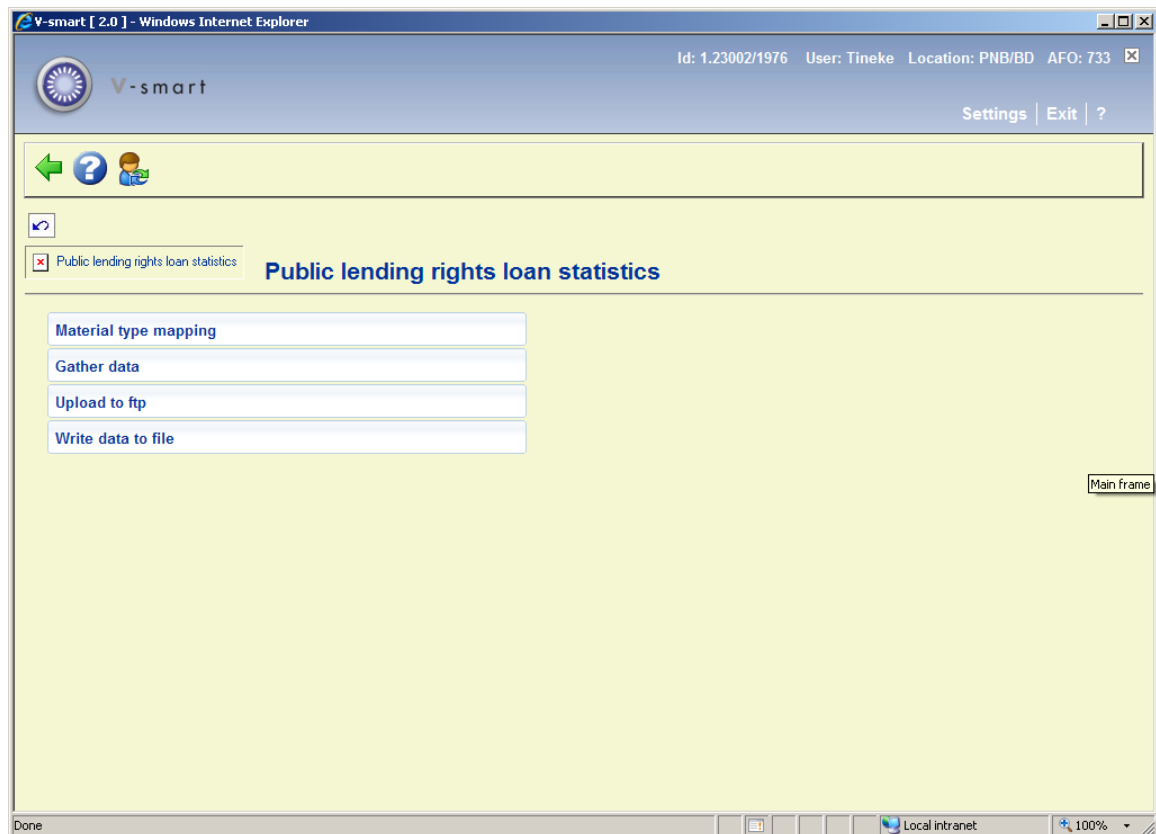 V-smart [ 2.0 ] - Windows Internet Explorer
Id: 1.23002/1976 User: Tineke Location: PNB/BD AFO: 733
V-smart
Settings | Exit | ?
Public lending rights loan statistics
Public lending rights loan statistics
Material type mapping
Gather data
Upload to ftp
Write data to file
Main frame
Done Local intranet 100%